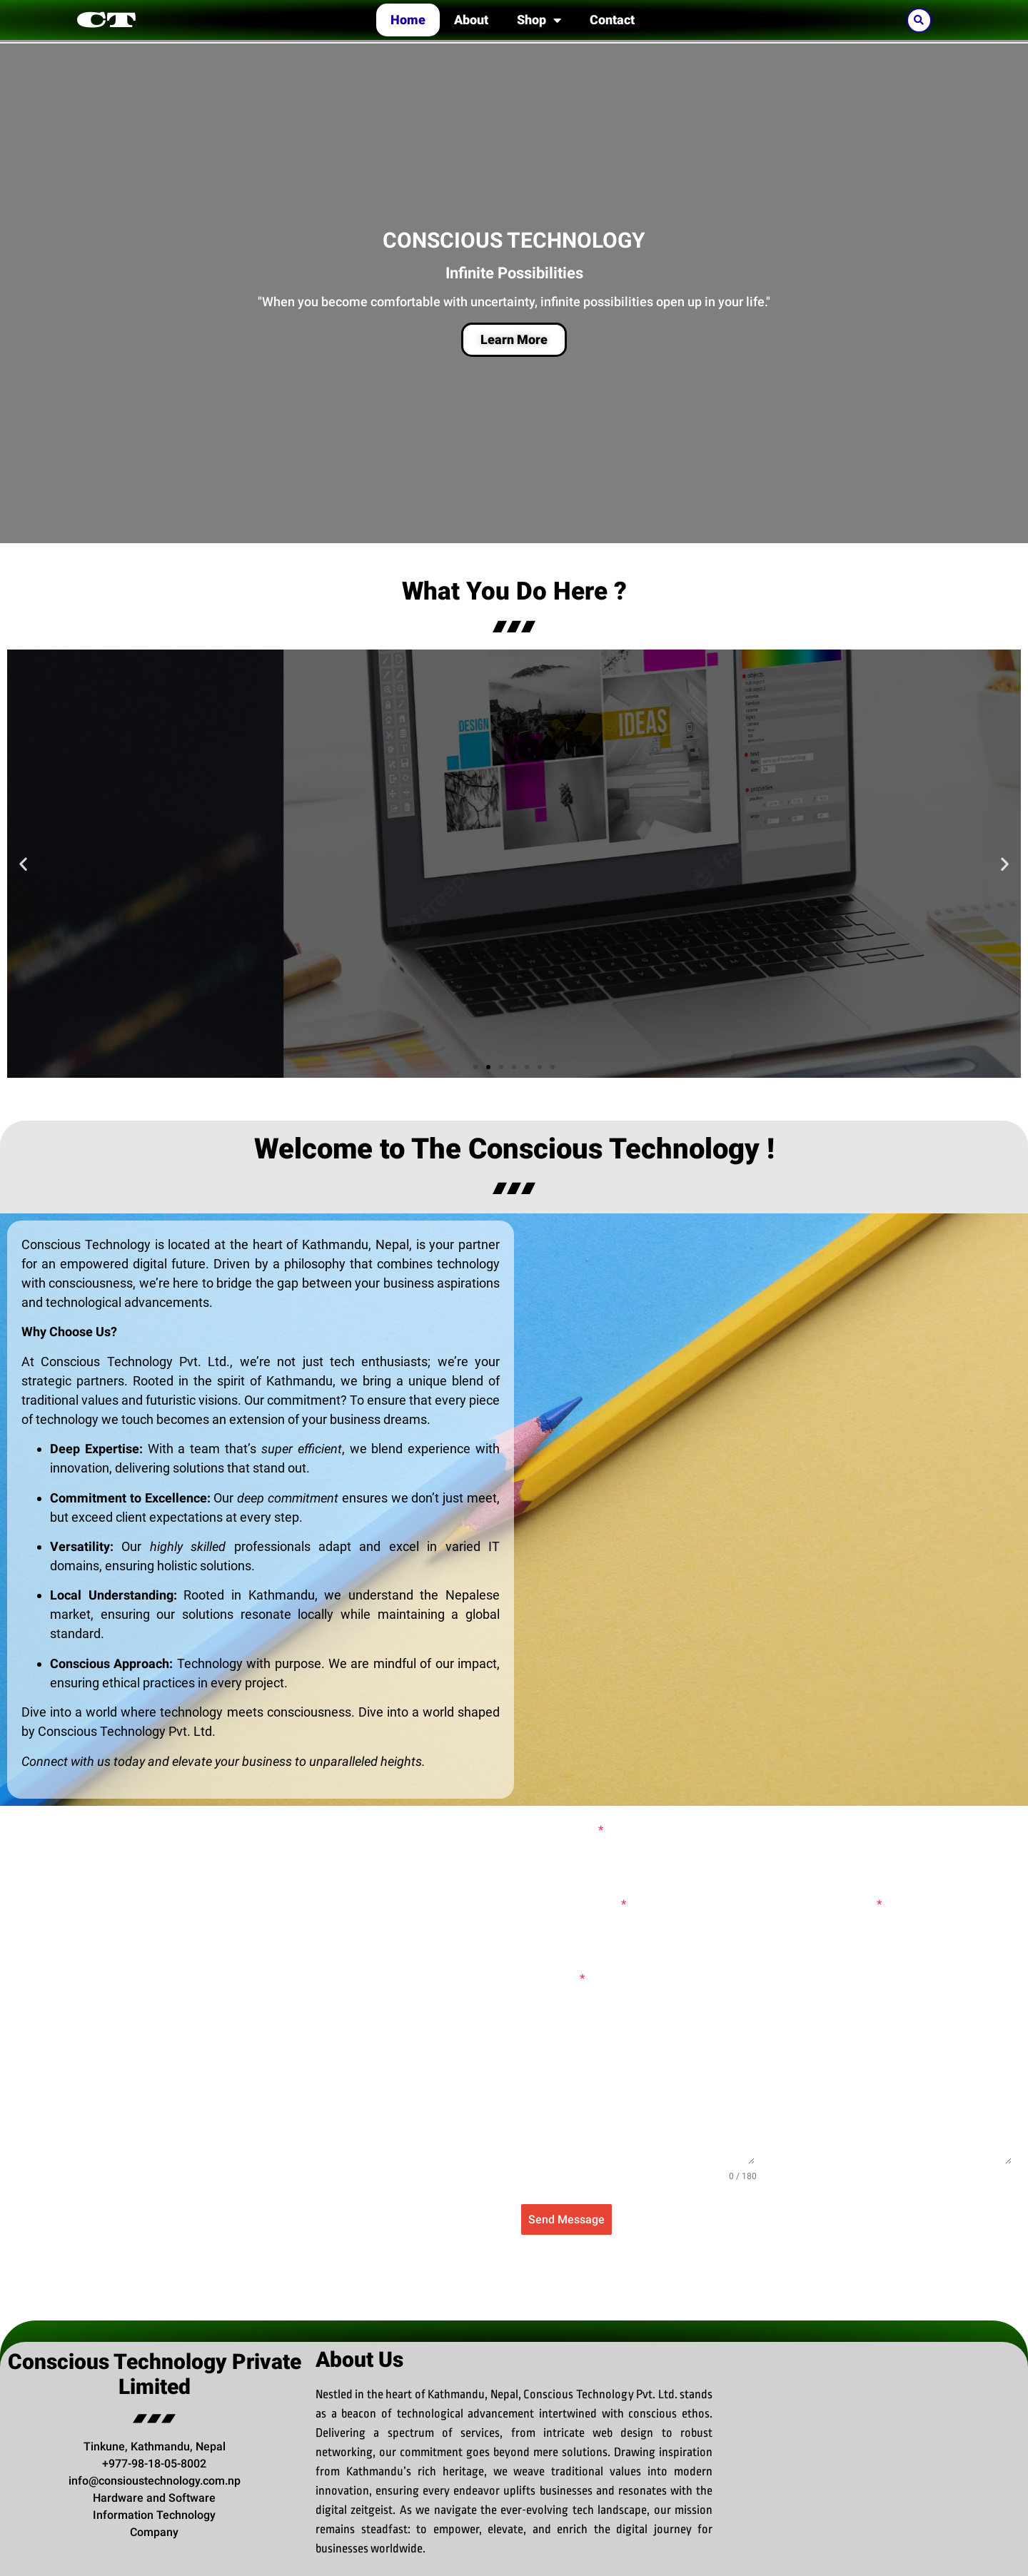 CT
Home
About
Shop
Contact
CONSCIOUS TECHNOLOGY
Infinite Possibilities
"When you become comfortable with uncertainty, infinite possibilities open up in your life."
Learn More
What You Do Here ?
DESIGN
IDEAS
Welcome to The Conscious Technology !
Conscious Technology is located at the heart of Kathmandu, Nepal, is your partner
for an empowered digital future. Driven by a philosophy that combines technology
with consciousness, we’re here to bridge the gap between your business aspirations
and technological advancements.
Why Choose Us?
At Conscious Technology Pvt. Ltd., we’re not just tech enthusiasts; we’re your
strategic partners. Rooted in the spirit of Kathmandu, we bring a unique blend of
traditional values and futuristic visions. Our commitment? To ensure that every piece
of technology we touch becomes an extension of your business dreams.
• Deep Expertise: With a team that’s super efficient, we blend experience with
innovation, delivering solutions that stand out.
• Commitment to Excellence: Our deep commitment ensures we don’t just meet,
but exceed client expectations at every step.
• Versatility: Our highly skilled professionals adapt and excel in varied IT
domains, ensuring holistic solutions.
• Local Understanding: Rooted in Kathmandu, we understand the Nepalese
market, ensuring our solutions resonate locally while maintaining a global
standard.
• Conscious Approach: Technology with purpose. We are mindful of our impact,
ensuring ethical practices in every project.
Dive into a world where technology meets consciousness. Dive into a world shaped
by Conscious Technology Pvt. Ltd.
Connect with us today and elevate your business to unparalleled heights.
*
* *
*
0 / 180
Send Message
Conscious Technology Private
Limited
Tinkune, Kathmandu, Nepal
+977-98-18-05-8002
info@consioustechnology.com.np
Hardware and Software
Information Technology
Company
About Us
Nestled in the heart of Kathmandu, Nepal, Conscious Technology Pvt. Ltd. stands
as a beacon of technological advancement intertwined with conscious ethos.
Delivering a spectrum of services, from intricate web design to robust
networking, our commitment goes beyond mere solutions. Drawing inspiration
from Kathmandu's rich heritage, we weave traditional values into modern
innovation, ensuring every endeavor uplifts businesses and resonates with the
digital zeitgeist. As we navigate the ever-evolving tech landscape, our mission
remains steadfast: to empower, elevate, and enrich the digital journey for
businesses worldwide.